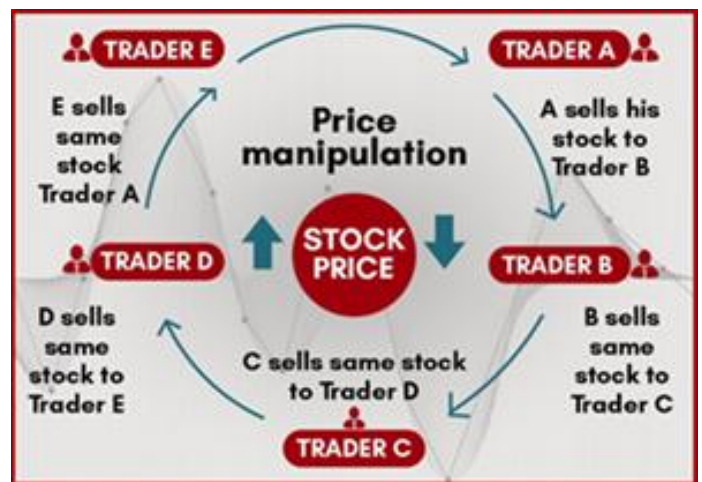 TRADER E
TRADER A
E sells
same
stock
Trader A
Price
manipulation
A sells his
stock to
Trader B
STOCK
PRICE
TRADER D
TRADER B
D sells
same
stock to
Trader E
C sells same stock
to Trader D
B sells
same
stock to
Trader C
TRADER C